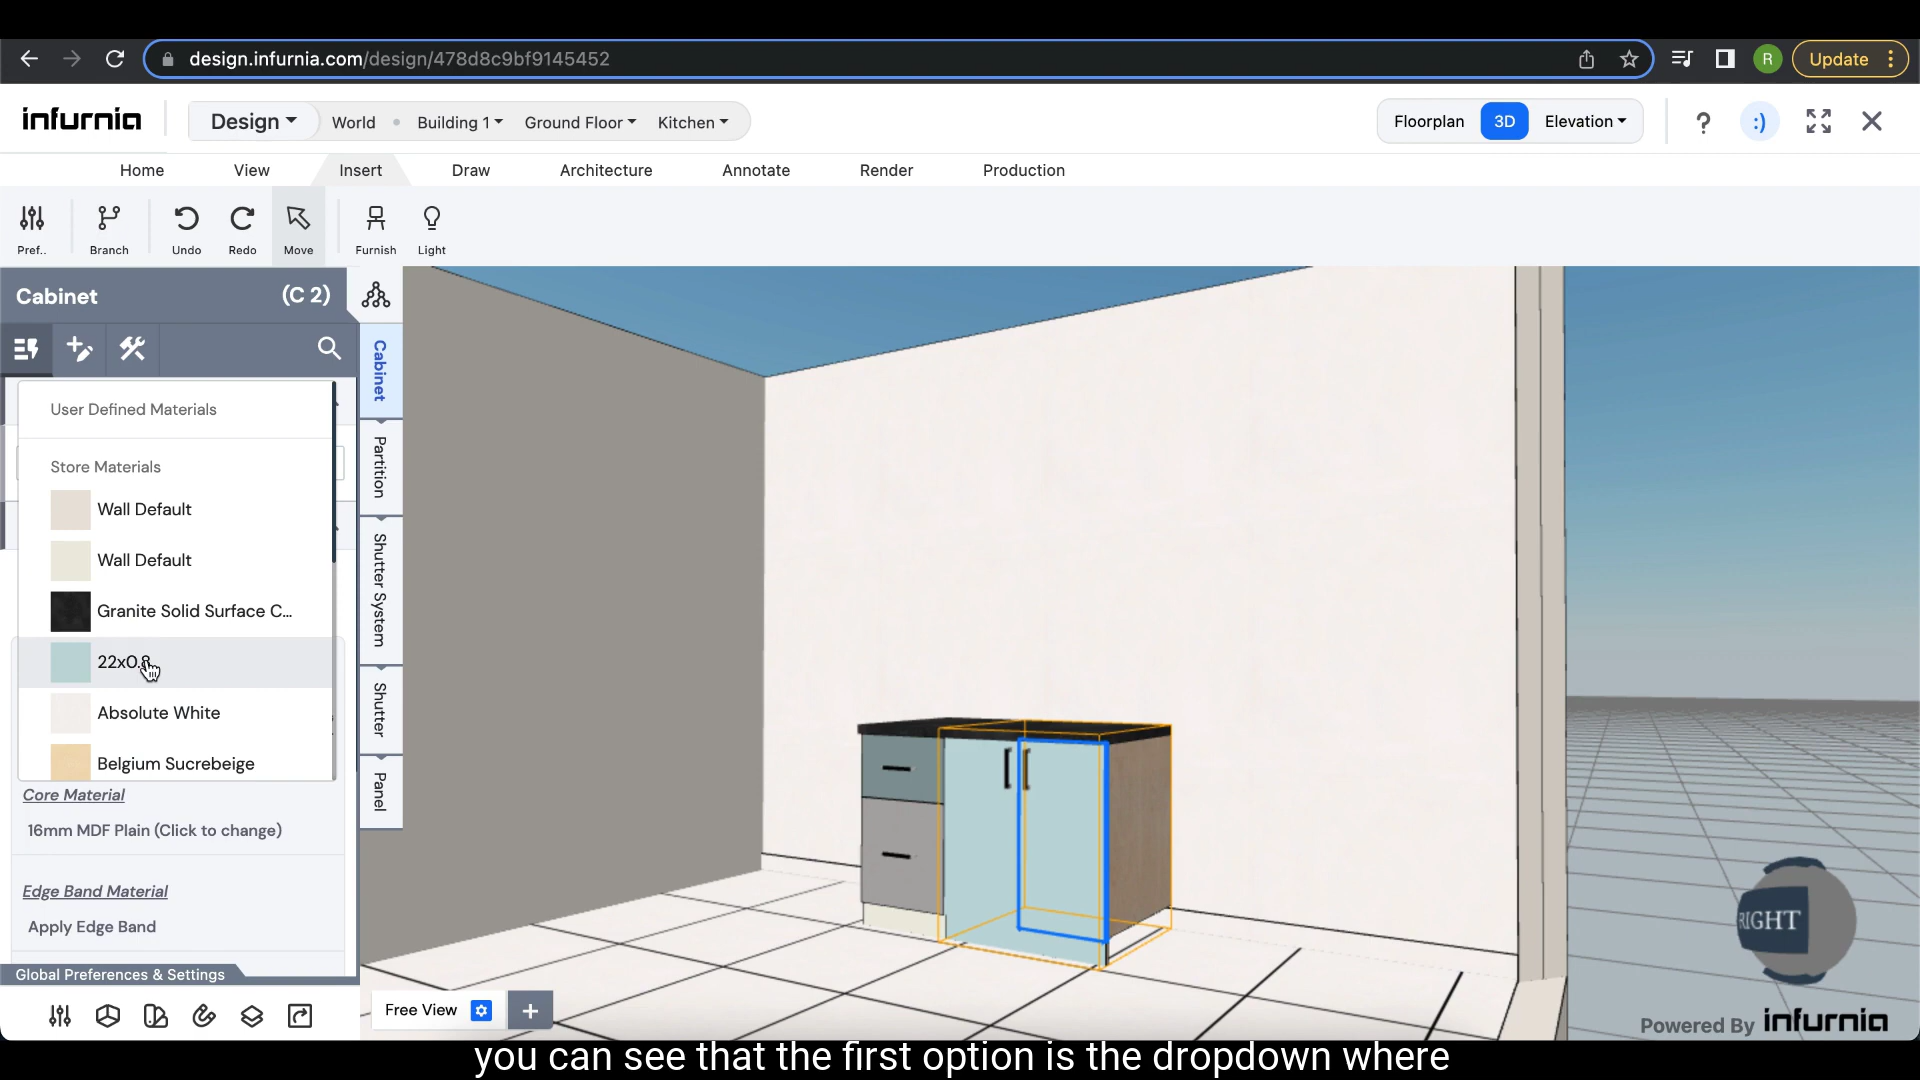 design.infurnia.com/design/478d8c9bf9145452
R
Update
infurnia
Design
World
Building 1
Ground Floor
Kitchen
Floorplan
3D
Elevation
?
:)
Home
View
Insert
Draw
Architecture
Annotate
Render
Production
Pref..
Branch
Undo
Redo
Move
Furnish
Light
Cabinet
(C 2)
User Defined Materials
Store Materials
Wall Default
Wall Default
Granite Solid Surface C...
22x0.8
Absolute White
Belgium Sucrebeige
Core Material
16mm MDF Plain (Click to change)
Edge Band Material
Apply Edge Band
Global Preferences & Settings
Cabinet
Partition
Shutter System
Shutter
Panel
Free View
RIGHT
Powered By infurnia
you can see that the first option is the dropdown where